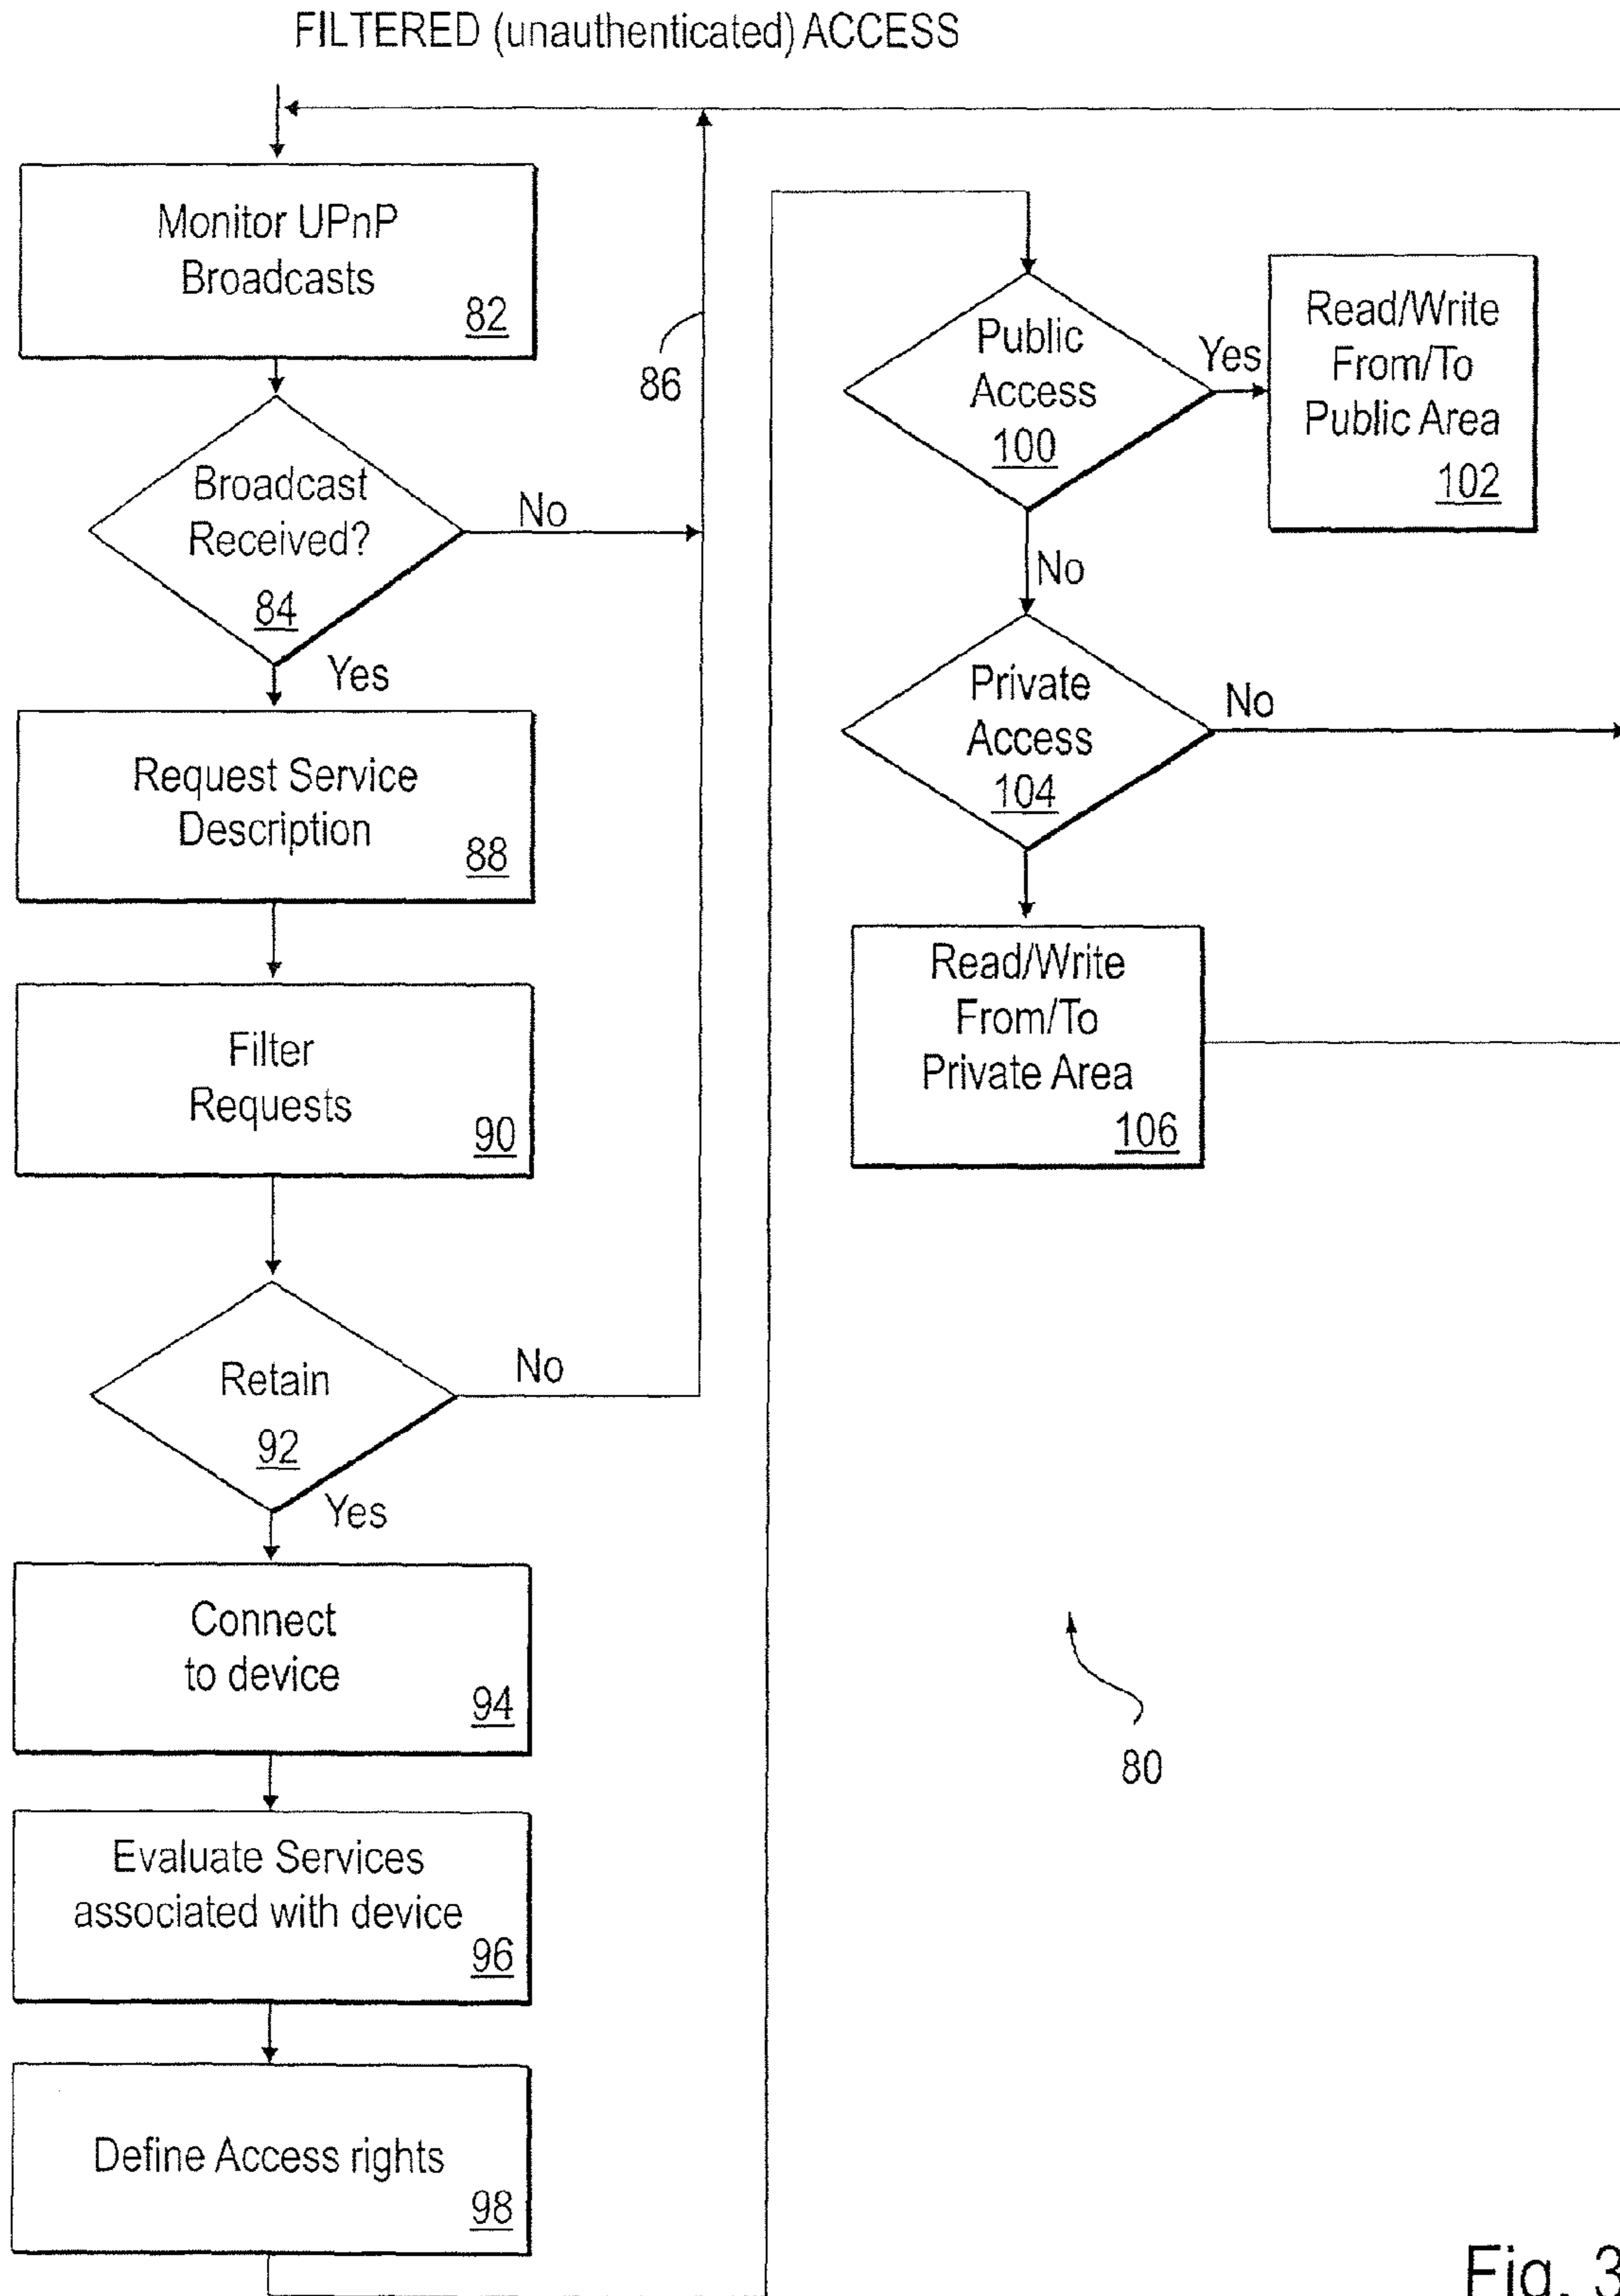 FILTERED (unauthenticated) ACCESS
Monitor UPnP
Broadcasts
82
Broadcast
Received?
84
No
Yes
86
Request Service
Description
88
Filter
Requests
90
Retain
92
No
Yes
Connect
to device
94
Evaluate Services
associated with device
96
Define Access rights
98
Public
Access
100
Yes
No
Read/Write
From/To
Public Area
102
Private
Access
104
No
Read/Write
From/To
Private Area
106
80
Fig. 3